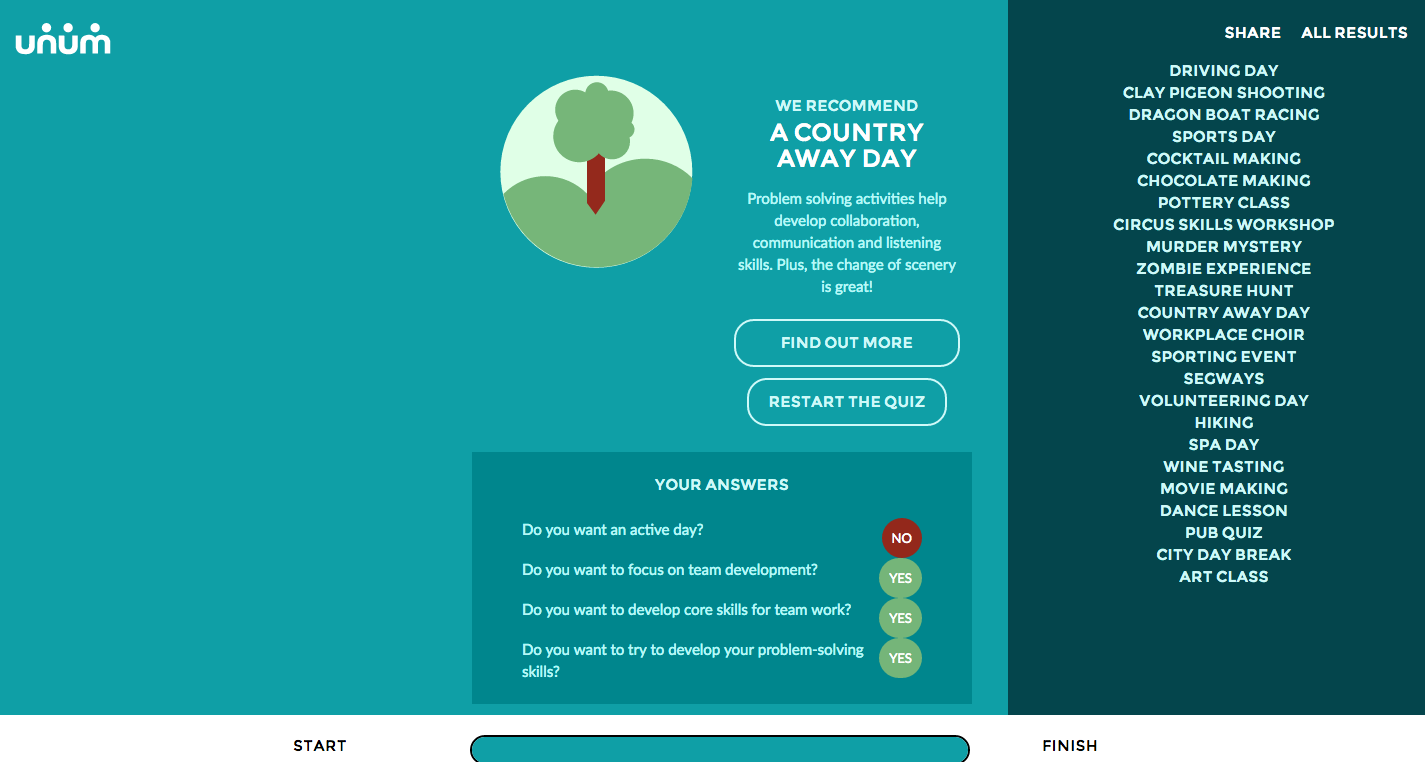 unum
SHARE
ALL RESULTS
WE RECOMMEND
A COUNTRY
AWAY DAY
Problem solving activities help
develop collaboration,
communication and listening
skills. Plus, the change of scenery
is great!
FIND OUT MORE
RESTART THE QUIZ
YOUR ANSWERS
Do you want an active day?
NO
Do you want to focus on team development?
YES
Do you want to develop core skills for team work?
YES
Do you want to try to develop your problem-solving
skills?
YES
DRIVING DAY
CLAY PIGEON SHOOTING
DRAGON BOAT RACING
SPORTS DAY
COCKTAIL MAKING
CHOCOLATE MAKING
POTTERY CLASS
CIRCUS SKILLS WORKSHOP
MURDER MYSTERY
ZOMBIE EXPERIENCE
TREASURE HUNT
COUNTRY AWAY DAY
WORKPLACE CHOIR
SPORTING EVENT
SEGWAYS
VOLUNTEERING DAY
HIKING
SPA DAY
WINE TASTING
MOVIE MAKING
DANCE LESSON
PUB QUIZ
CITY DAY BREAK
ART CLASS
START
FINISH